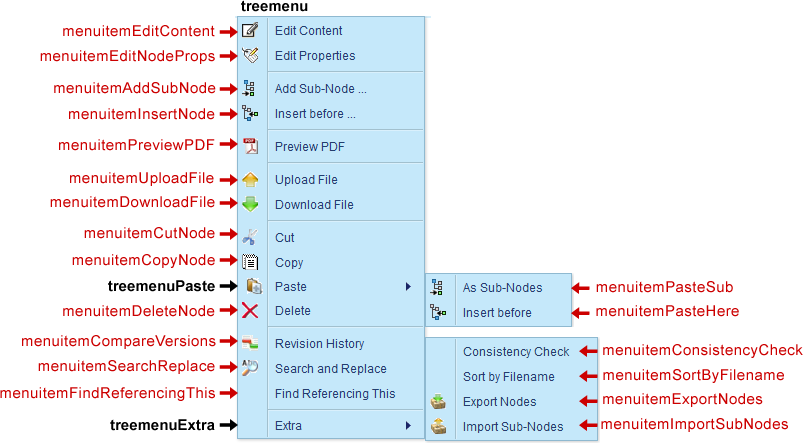 treemenu
menuitemEditContent Edit Content
menuitemEditNodeProps Edit Properties
menuitemAddSubNode Add Sub-Node ...
menuitemInsertNode Insert before ...
menuitemPreviewPDF PDF Preview PDF
menuitemUploadFile Upload File
menuitemDownloadFile Download File
menuitemCutNode Cut
menuitemCopyNode Copy
treemenuPaste Paste As Sub-Nodes menuitemPasteSub
menuitemDeleteNode Delete Insert before menuitemPasteHere
menuitemCompareVersions Revision History Consistency Check menuitemConsistencyCheck
menuitemSearchReplace Search and Replace Sort by Filename menuitemSortByFilename
menuitemFindReferencingThis Find Referencing This Export Nodes menuitemExportNodes
treemenuExtra Extra Import Sub-Nodes menuitemImportSubNodes